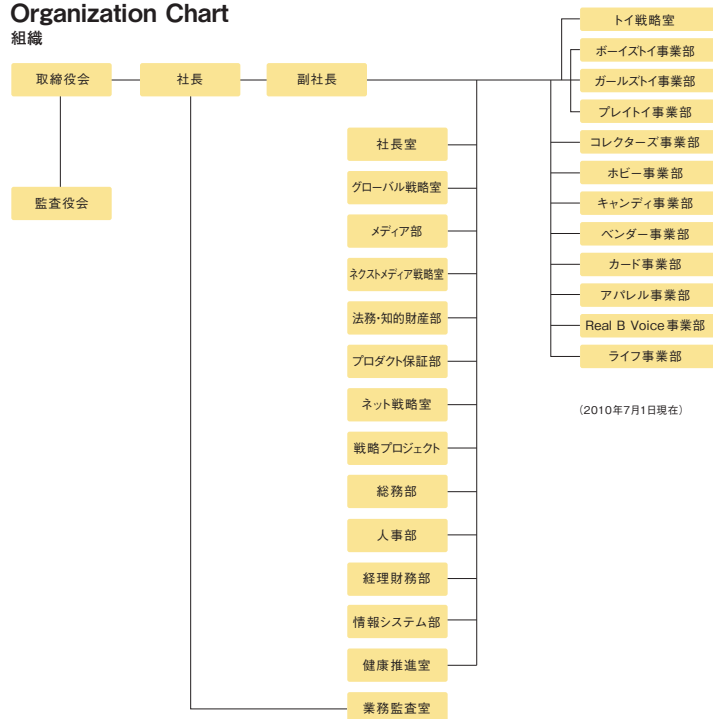 Organization Chart
組織
取締役会
社長
副社長
監査役会
社長室
グローバル戦略室
メディア部
ネクストメディア戦略室
法務・知的財産部
プロダクト保証部
ネット戦略室
戦略プロジェクト
総務部
人事部
経理財務部
情報システム部
健康推進室
業務監査室
トイ戦略室
ボーイズトイ事業部
ガールズトイ事業部
プレイトイ事業部
コレクターズ事業部
ホビー事業部
キャンディ事業部
ベンダー事業部
カード事業部
アパレル事業部
Real B Voice事業部
ライフ事業部
（2010年7月1日現在）